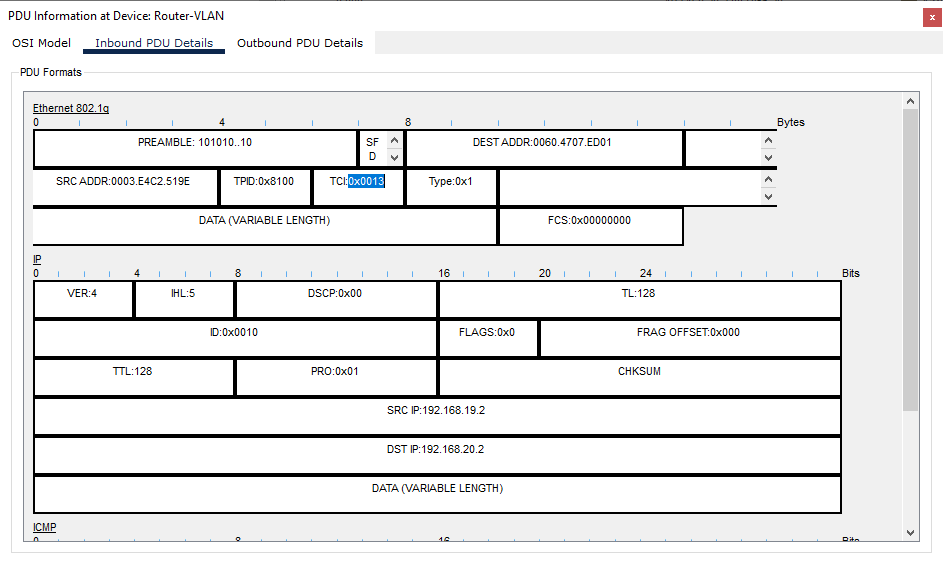 PDU Information at Device: Router-VLAN
x
OSI Model Inbound PDU Details Outbound PDU Details
PDU Formats
Ethernet 802.1q
0 4 8 Bytes
PREAMBLE: 101010..10 SF D DEST ADDR:0060.4707.ED01
SRC ADDR:0003.E4C2.519E TPID:0x8100 TCI:0x0013 Type:0x1
DATA (VARIABLE LENGTH) FCS:0x00000000
IP
0 4 8 16 20 24 Bits
VER:4 IHL:5 DSCP:0x00 TL:128
ID:0x0010 FLAGS:0x0 FRAG OFFSET:0x000
TTL:128 PRO:0x01 CHKSUM
SRC IP:192.168.19.2
DST IP:192.168.20.2
DATA (VARIABLE LENGTH)
ICMP
0 8 16 Bits